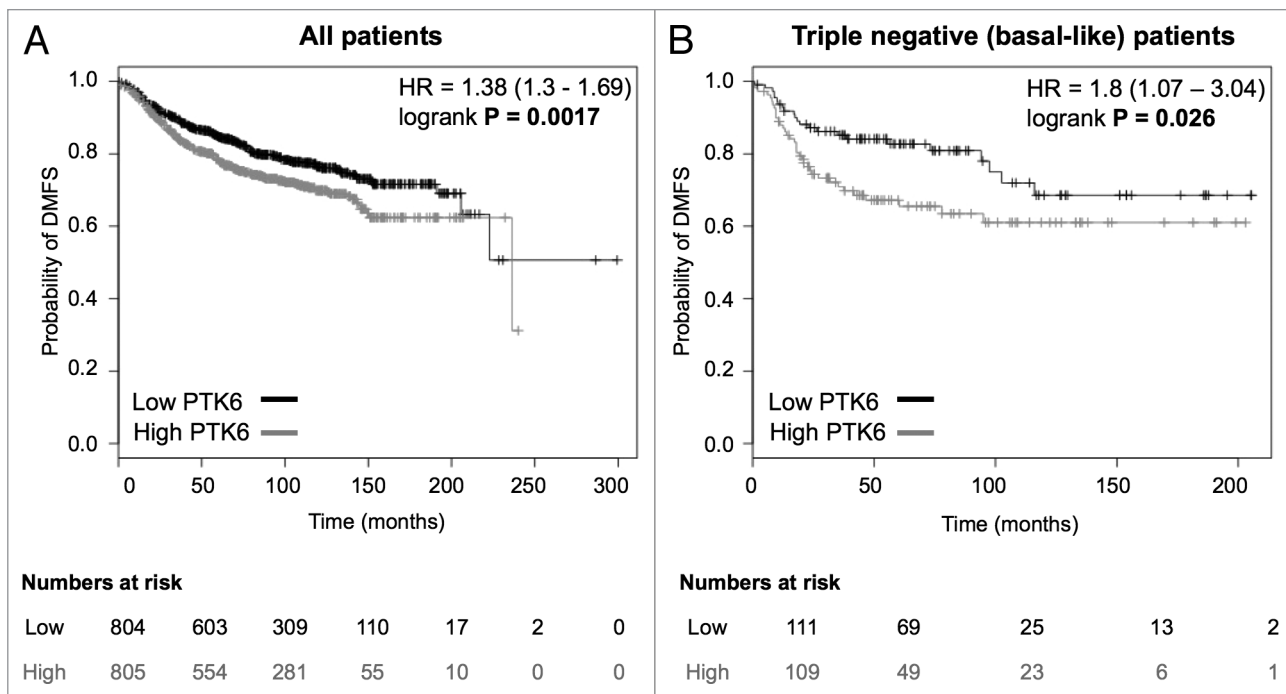 A
All patients
HR = 1.38 (1.3 - 1.69)
logrank P = 0.0017
Probability of DMFS
1.0
0.8
0.6
0.4
0.2
0.0
Low PTK6
High PTK6
0 50 100 150 200 250 300
Time (months)
Numbers at risk
Low 804 603 309 110 17 2 0
High 805 554 281 55 10 0 0
B
Triple negative (basal-like) patients
HR = 1.8 (1.07 – 3.04)
logrank P = 0.026
Probability of DMFS
1.0
0.8
0.6
0.4
0.2
0.0
Low PTK6
High PTK6
0 50 100 150 200
Time (months)
Numbers at risk
Low 111 69 25 13 2
High 109 49 23 6 1